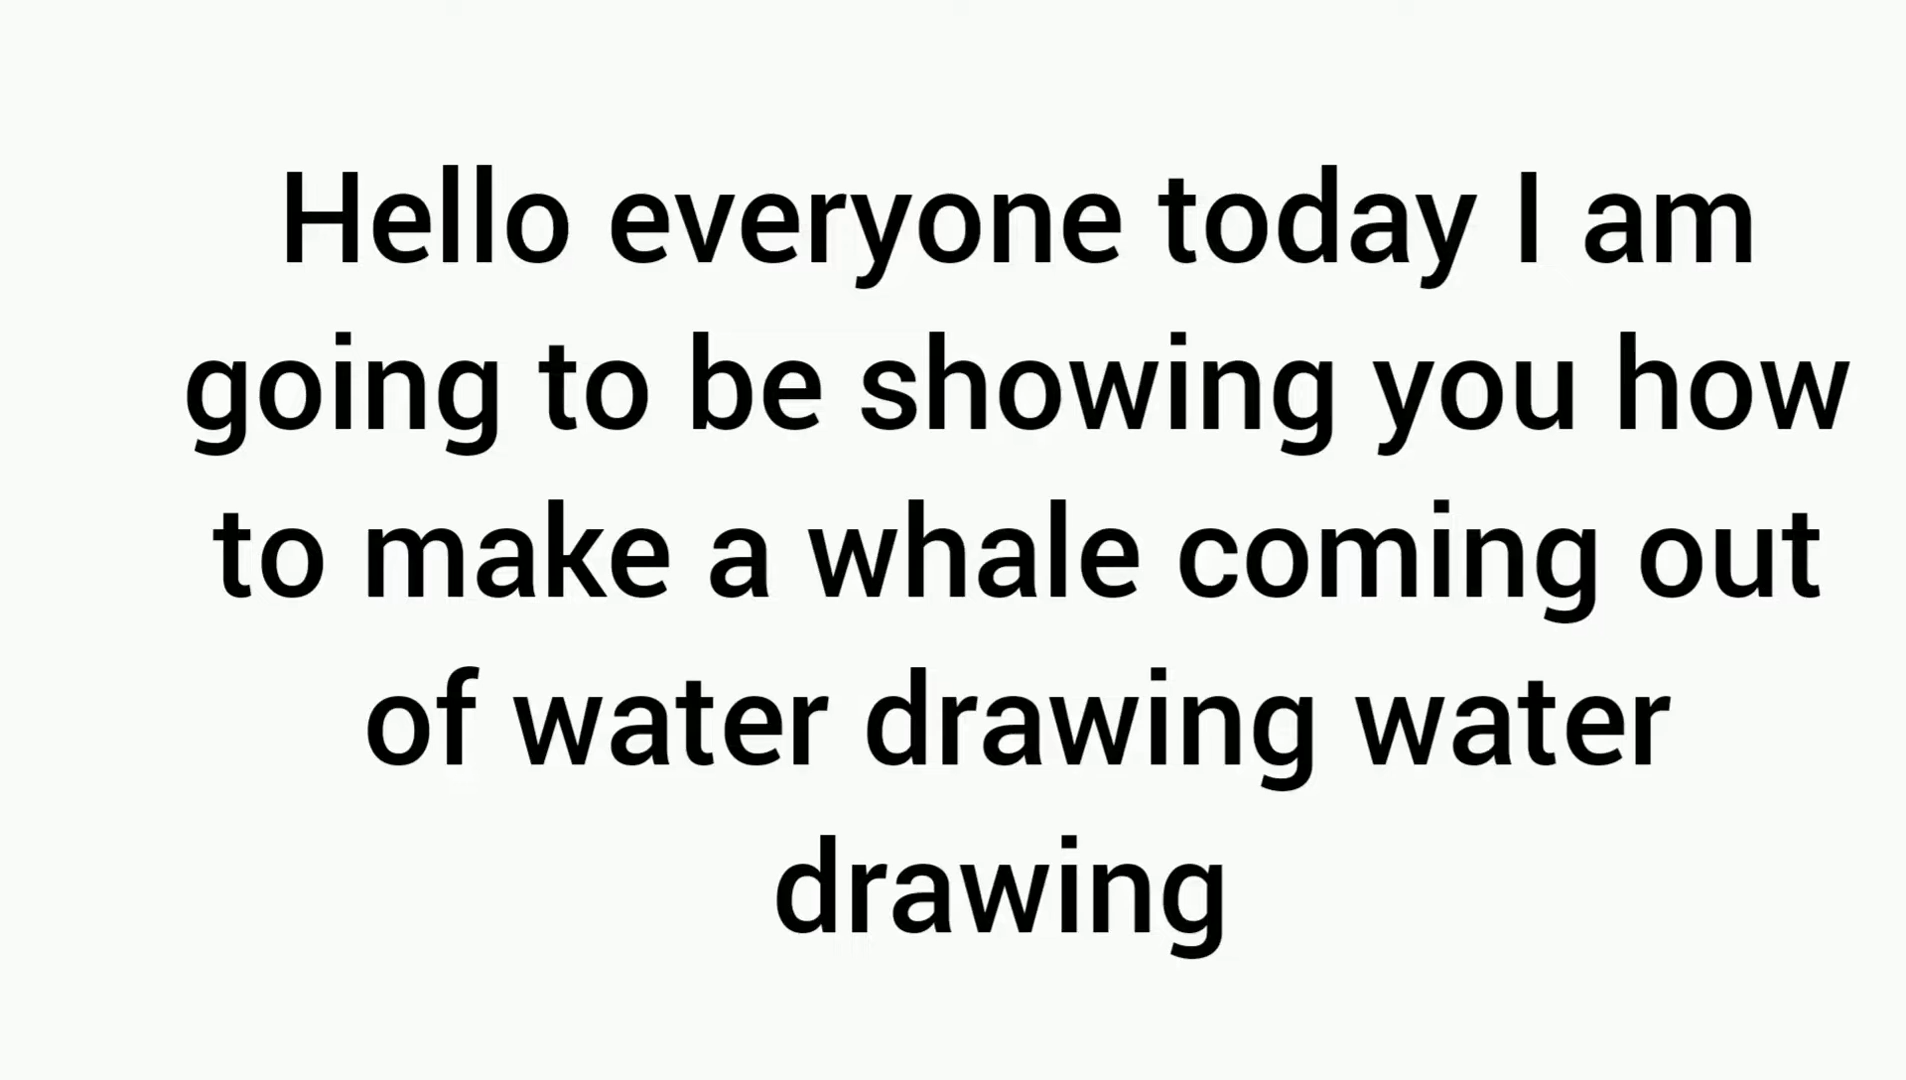 Hello everyone today I am
going to be showing you how
to make a whale coming out
of water drawing water
drawing